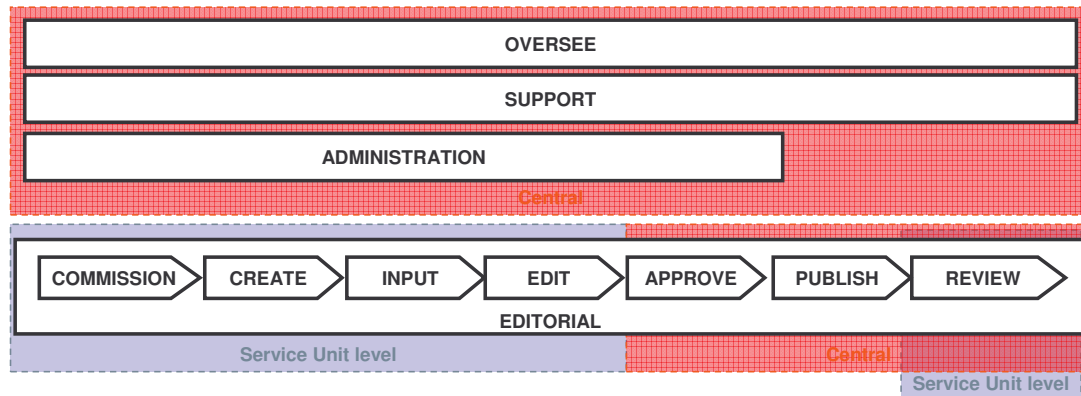 OVERSEE
SUPPORT
ADMINISTRATION
Central
COMMISSION CREATE INPUT EDIT APPROVE PUBLISH REVIEW
EDITORIAL
Service Unit level Central
Service Unit level